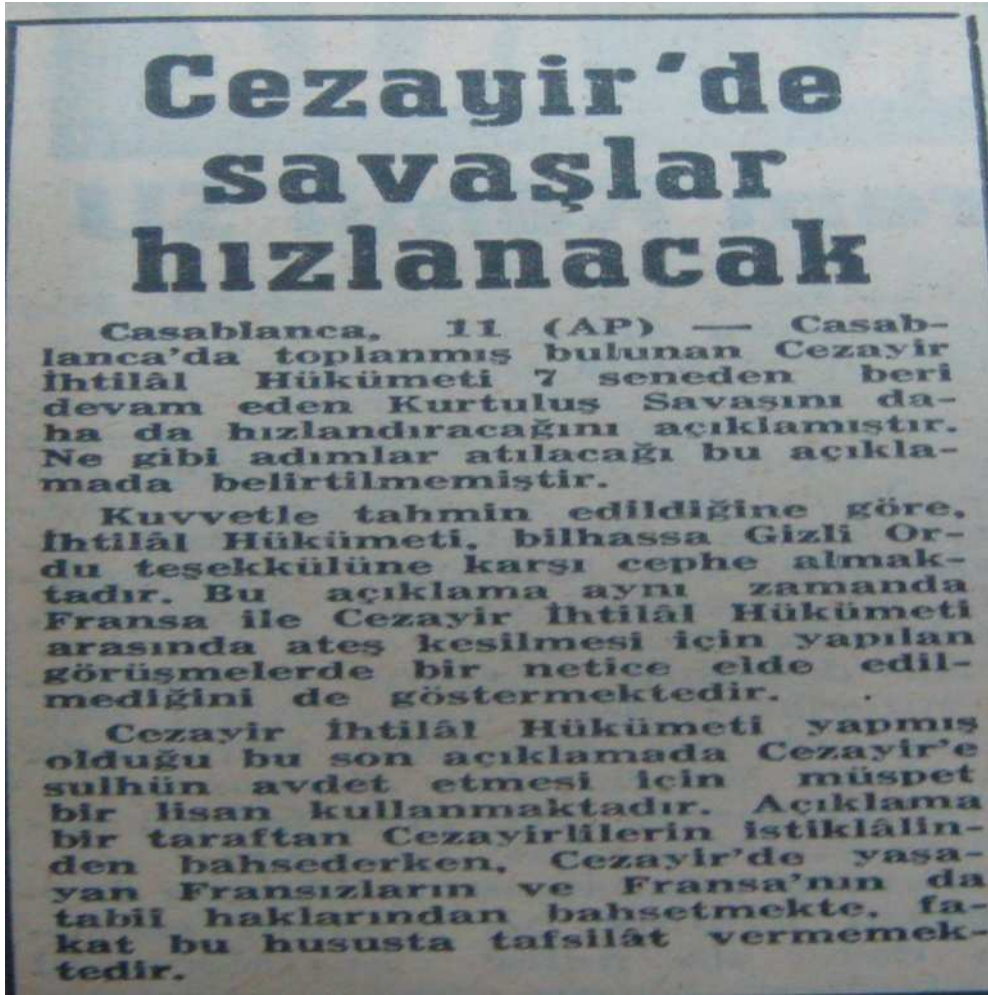 Cezayir'de
savaşlar
hızlanacak
Casablanca, 11 (AP) — Casab-
lanca'da toplanmış bulunan Cezayir
İhtilâl Hükümeti 7 seneden beri
devam eden Kurtuluş Savaşını da-
ha da hızlandıracağını açıklamıştır.
Ne gibi adımlar atılacağı bu açıkla-
mada belirtilmemiştir.
Kuvvetle tahmin edildiğine göre,
İhtilâl Hükümeti, bilhassa Gizli Or-
du teşekkülüne karşı cephe almak-
tadır. Bu açıklama aynı zamanda
Fransa ile Cezayir İhtilâl Hükümeti
arasında ateş kesilmesi için yapılan
görüşmelerde bir netice elde edil-
mediğini de göstermektedir.
Cezayir İhtilâl Hükümeti yapmış
olduğu bu son açıklamada Cezayir'e
sulhün avdet etmesi için müspet
bir lisan kullanmaktadır. Açıklama
bir taraftan Cezayirlilerin istiklâlin-
den bahsederken, Cezayir'de yaşa-
yan Fransızların ve Fransa'nın da
tabiî haklarından bahsetmekte, fa-
kat bu hususta tafsilât vermemek-
tedir.